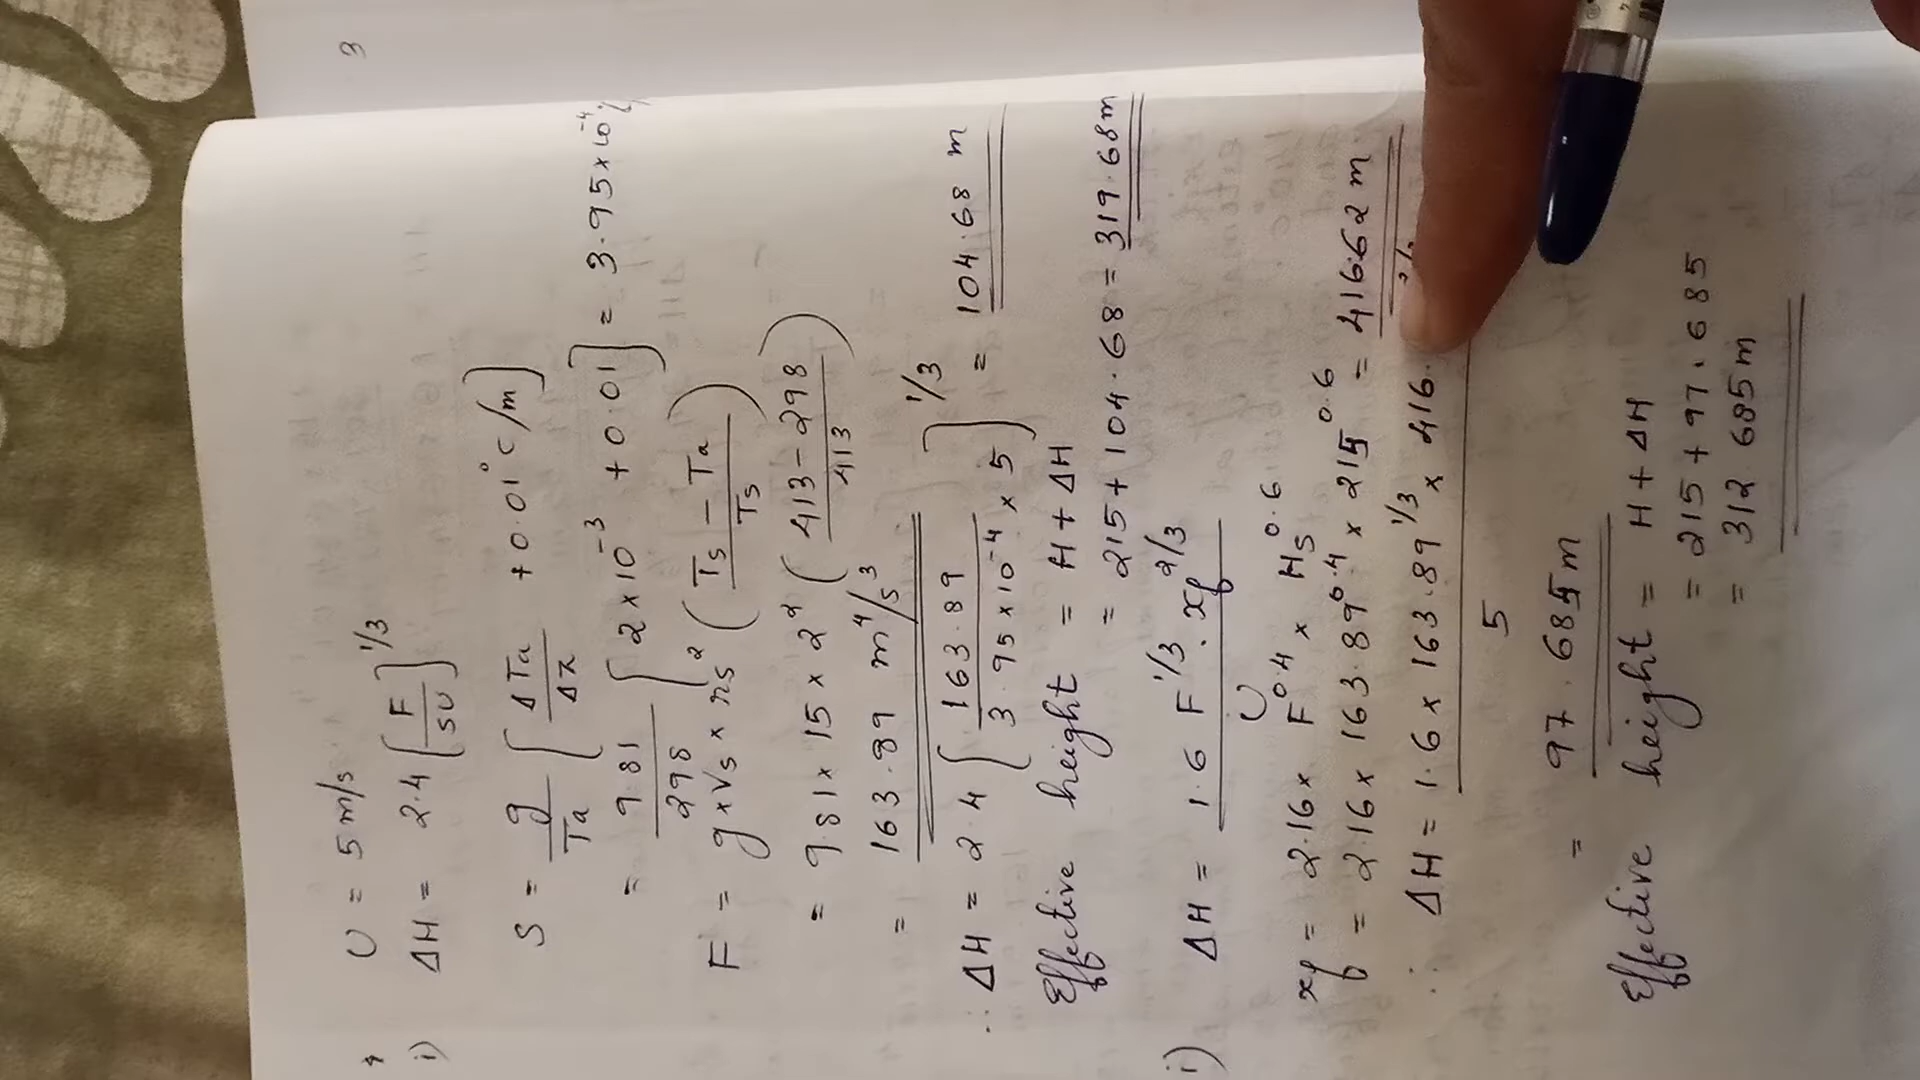 3
U = 5 m/s
i) ΔH = 2.4 [F/SU]^1/3
S = g/Ta [ΔTa/Δz + 0.01°C/m]
= 9.81/298 [2×10^-3 + 0.01] = 3.95×10^-4
F = g×Vs×rs^2 (Ts - Ta/Ts)
= 9.81×15×2^2 (413-298/413)
= 163.89 m^4/s^3
∴ ΔH = 2.4 [163.89/3.95×10^-4×5]^1/3 = 104.68 m
Effective height = H + ΔH
= 215 + 104.68 = 319.68m
i) ΔH = 1.6 F^1/3 . xf^2/3/U
xf = 2.16× F^0.4 × Hs^0.6
= 2.16× 163.89^0.4 × 215^0.6 = 416.62 m
∴ ΔH = 1.6× 163.89^1/3 × 416./5
= 97.685m
Effective height = H + ΔH
= 215 + 97.685
= 312.685m